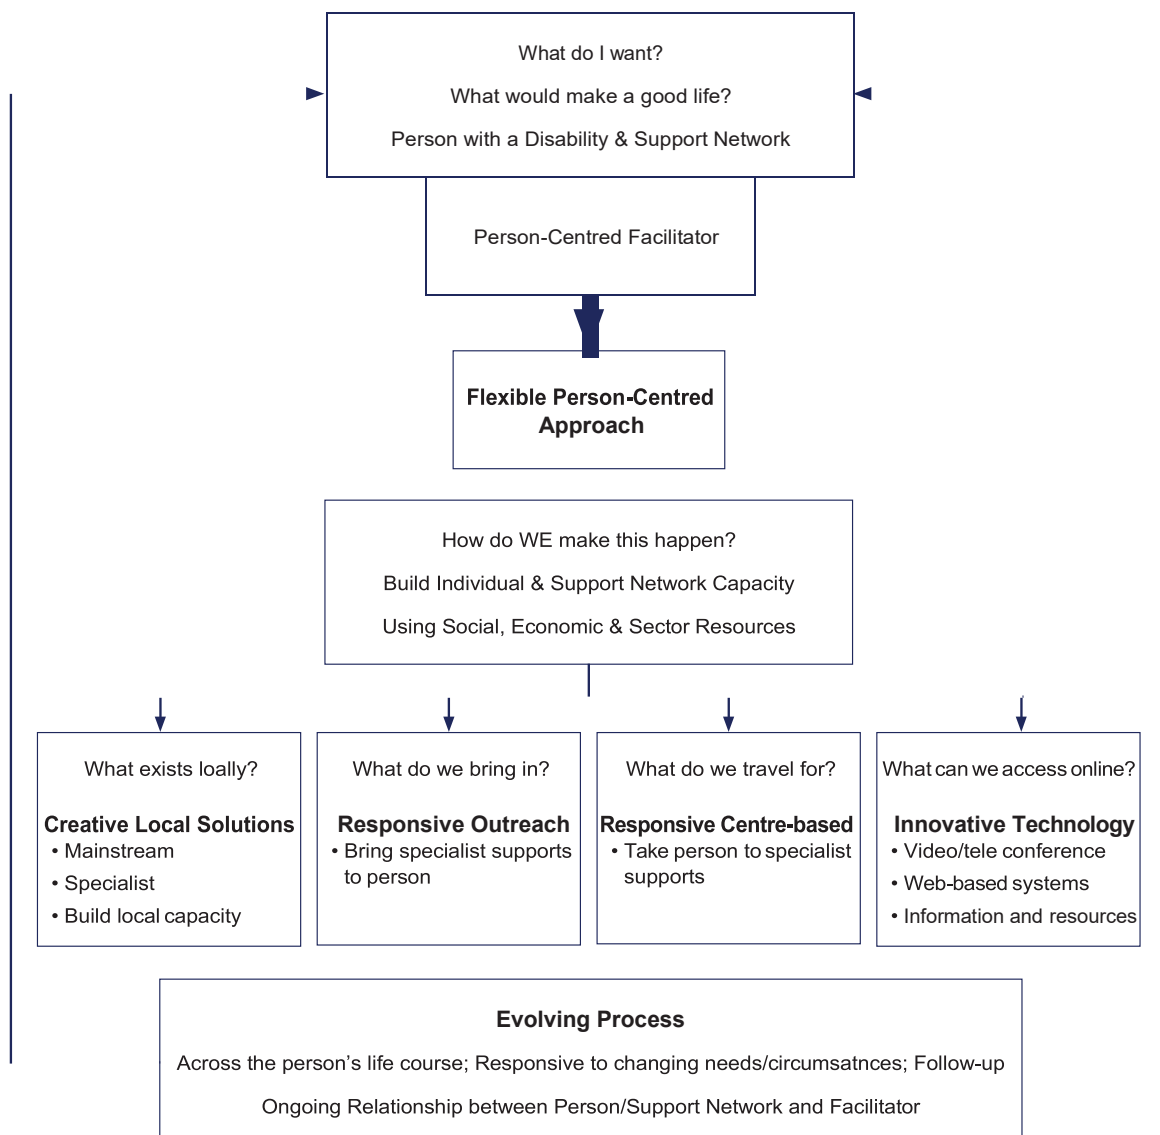 What do I want?
What would make a good life?
Person with a Disability & Support Network
Person-Centred Facilitator
Flexible Person-Centred
Approach
How do WE make this happen?
Build Individual & Support Network Capacity
Using Social, Economic & Sector Resources
What exists loally?
Creative Local Solutions
• Mainstream
• Specialist
• Build local capacity
What do we bring in?
Responsive Outreach
• Bring specialist supports
to person
What do we travel for?
Responsive Centre-based
• Take person to specialist
supports
What can we access online?
Innovative Technology
• Video/tele conference
• Web-based systems
• Information and resources
Evolving Process
Across the person’s life course; Responsive to changing needs/circumsatnces; Follow-up
Ongoing Relationship between Person/Support Network and Facilitator